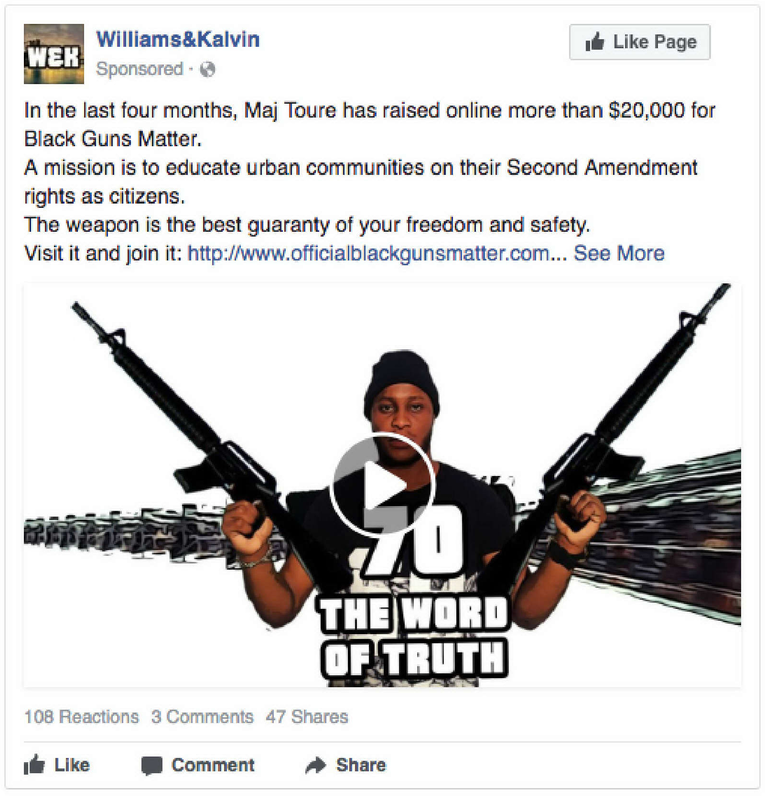 W&K
Williams&Kalvin
Sponsored ·
Like Page
In the last four months, Maj Toure has raised online more than $20,000 for
Black Guns Matter.
A mission is to educate urban communities on their Second Amendment
rights as citizens.
The weapon is the best guaranty of your freedom and safety.
Visit it and join it: http://www.officialblackgunsmatter.com... See More
70
THE WORD
OF TRUTH
108 Reactions 3 Comments 47 Shares
Like Comment Share